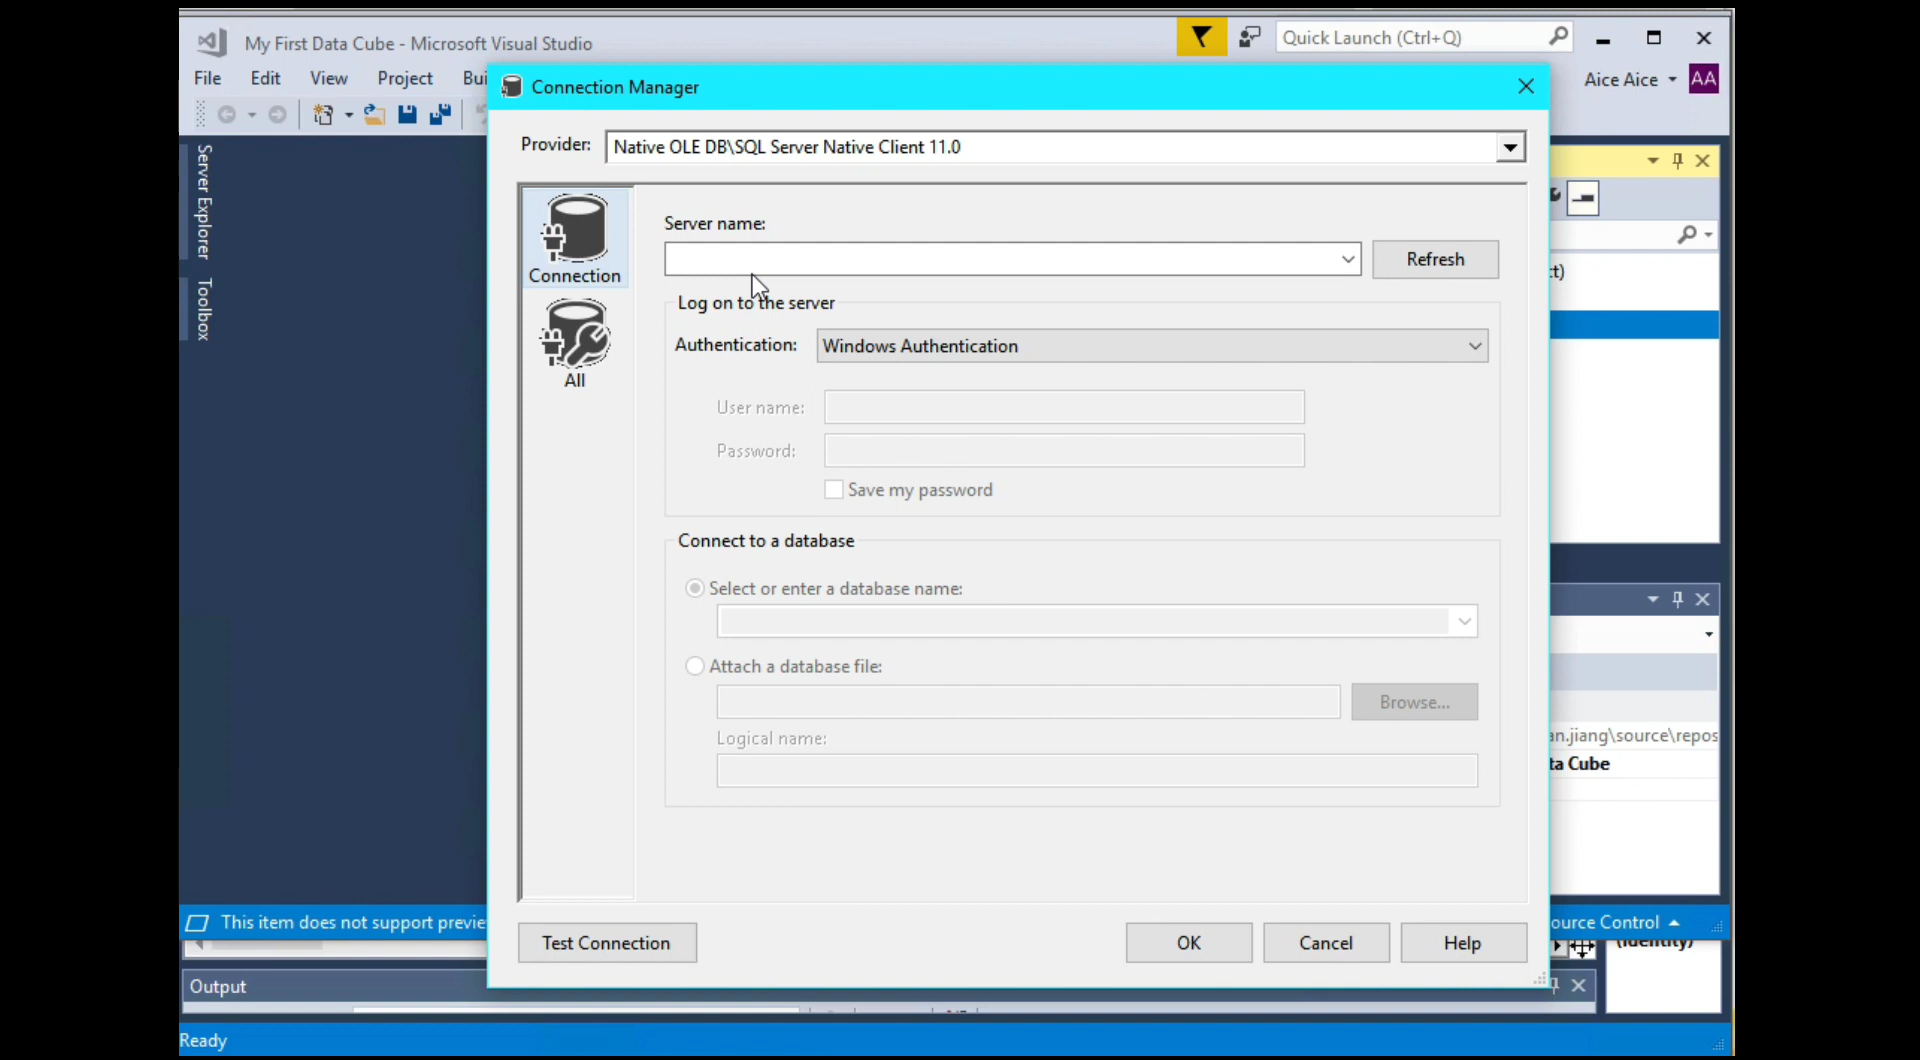 My First Data Cube - Microsoft Visual Studio
Quick Launch (Ctrl+Q)
File Edit View Project
Aice Aice AA
Connection Manager
Provider: Native OLE DB\SQL Server Native Client 11.0
Server Explorer
Toolbox
Connection
All
Server name:
Refresh
Log on to the server
Authentication: Windows Authentication
User name:
Password:
Save my password
Connect to a database
Select or enter a database name:
Attach a database file:
Browse...
Logical name:
an.jiang\source\repos
ta Cube
This item does not support previe
ource Control
Test Connection OK Cancel Help
(Identity)
Output
Ready